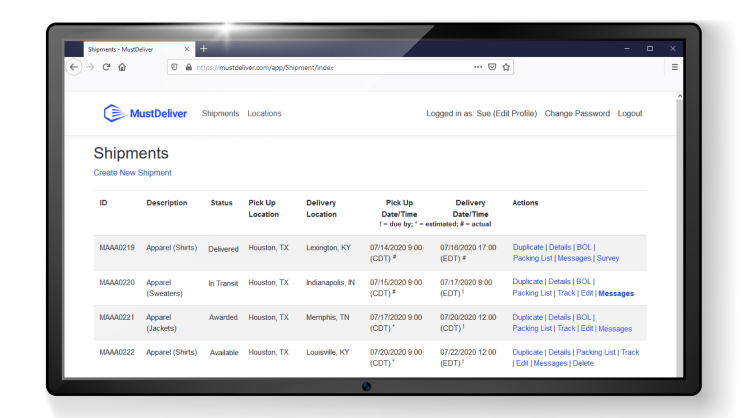 Shipments - MustDeliver × +
https://mustdeliver.com/app/Shipment/Index
MustDeliver Shipments Locations Logged in as: Sue (Edit Profile) Change Password Logout
Shipments
Create New Shipment
ID Description Status Pick Up Location Delivery Location Pick Up Date/Time Delivery Date/Time Actions
! = due by; * = estimated; # = actual
MAAA0219 Apparel (Shirts) Delivered Houston, TX Lexington, KY 07/14/2020 9:00 (CDT) # 07/16/2020 17:00 (EDT) # Duplicate | Details | BOL | Packing List | Messages | Survey
MAAA0220 Apparel (Sweaters) In Transit Houston, TX Indianapolis, IN 07/15/2020 9:00 (CDT) # 07/17/2020 8:00 (EDT) ! Duplicate | Details | BOL | Packing List | Track | Edit | Messages
MAAA0221 Apparel (Jackets) Awarded Houston, TX Memphis, TN 07/17/2020 9:00 (CDT) * 07/20/2020 12:00 (CDT) ! Duplicate | Details | BOL | Packing List | Track | Edit | Messages
MAAA0222 Apparel (Shirts) Available Houston, TX Louisville, KY 07/20/2020 9:00 (CDT) * 07/22/2020 12:00 (EDT) ! Duplicate | Details | Packing List | Track | Edit | Messages | Delete